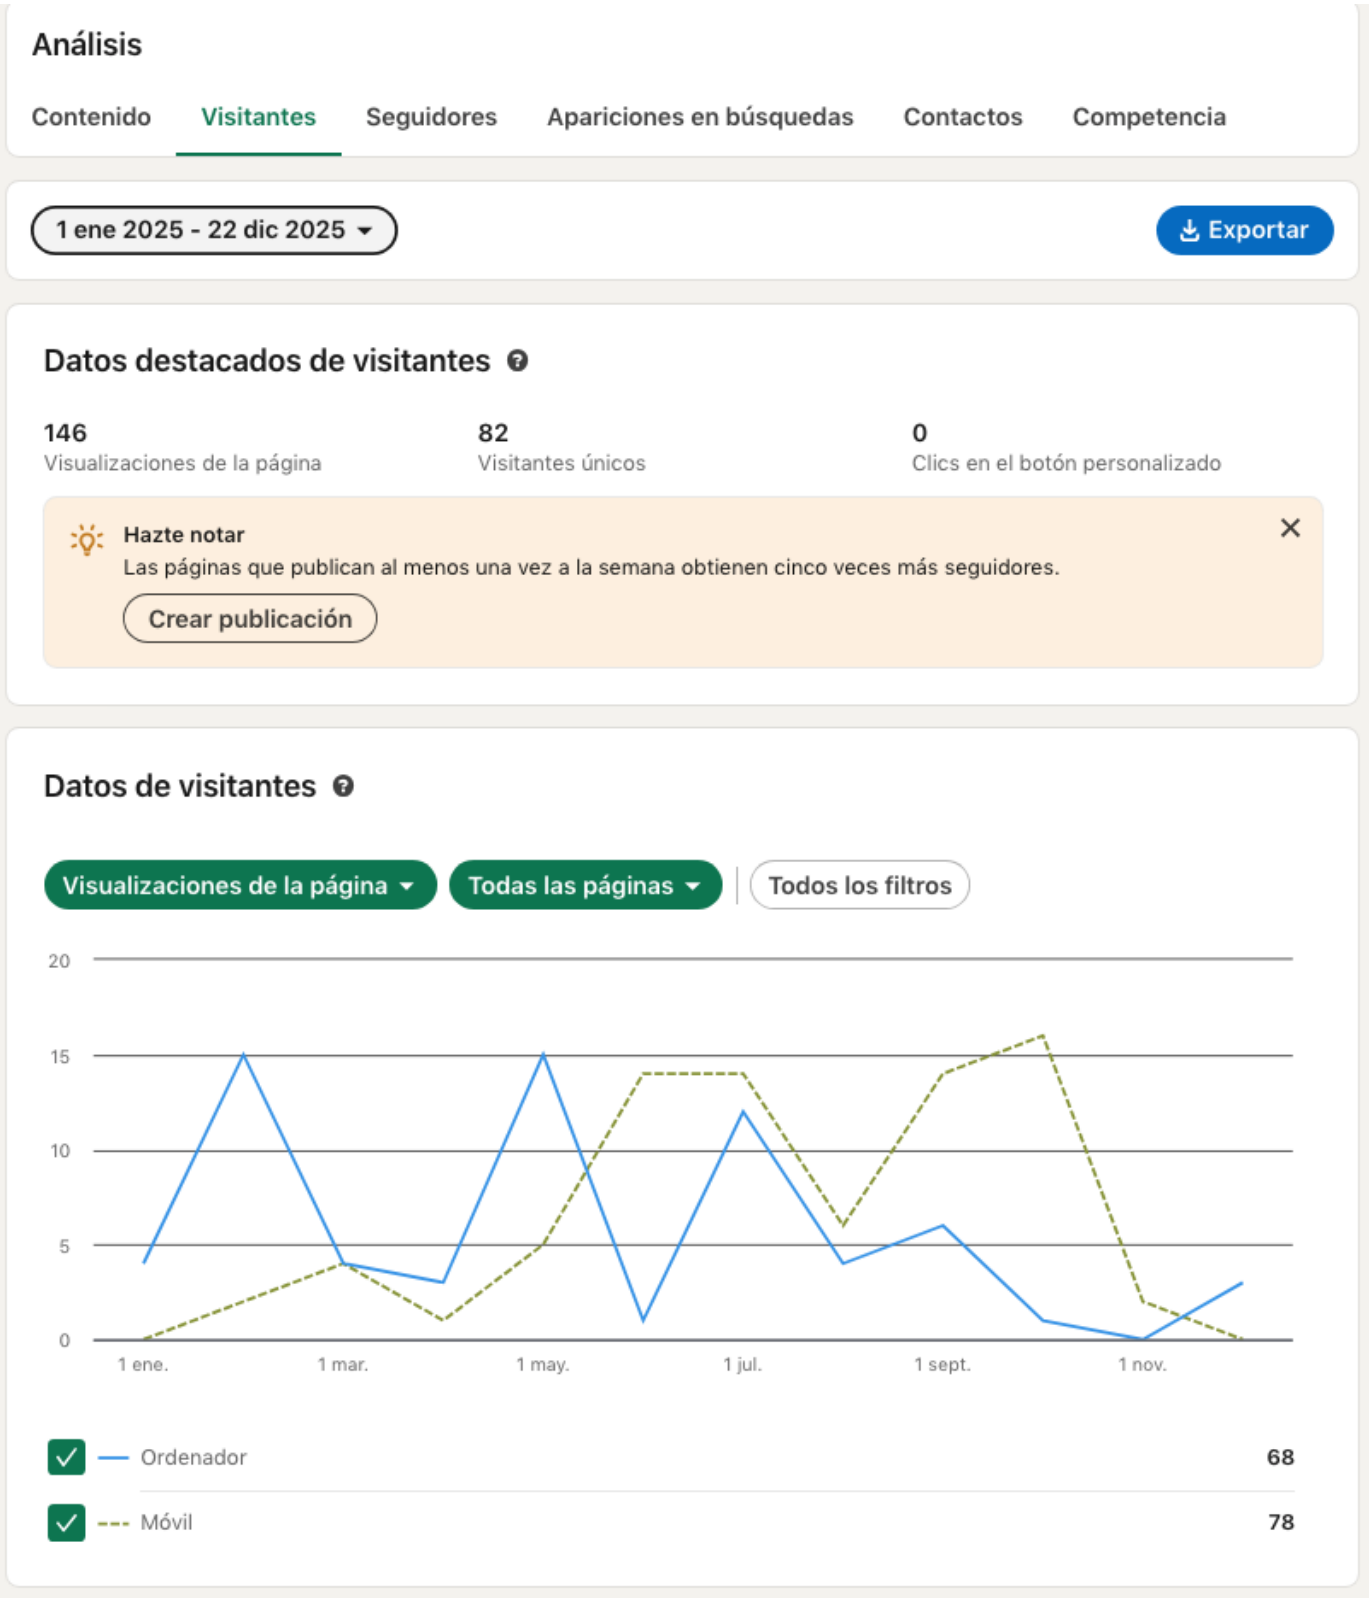 Análisis
Contenido Visitantes Seguidores Apariciones en búsquedas Contactos Competencia
1 ene 2025 - 22 dic 2025 Exportar
Datos destacados de visitantes ?
146 82 0
Visualizaciones de la página Visitantes únicos Clics en el botón personalizado
Hazte notar
Las páginas que publican al menos una vez a la semana obtienen cinco veces más seguidores.
Crear publicación
Datos de visitantes ?
Visualizaciones de la página Todas las páginas Todos los filtros
20
15
10
5
0
1 ene. 1 mar. 1 may. 1 jul. 1 sept. 1 nov.
Ordenador 68
Móvil 78